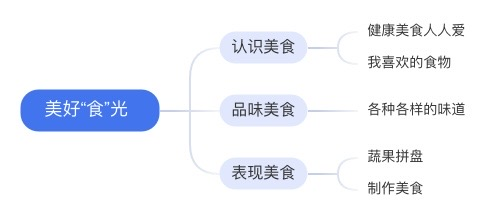 美好“食”光
认识美食
健康美食人人爱
我喜欢的食物
品味美食
各种各样的味道
表现美食
蔬果拼盘
制作美食